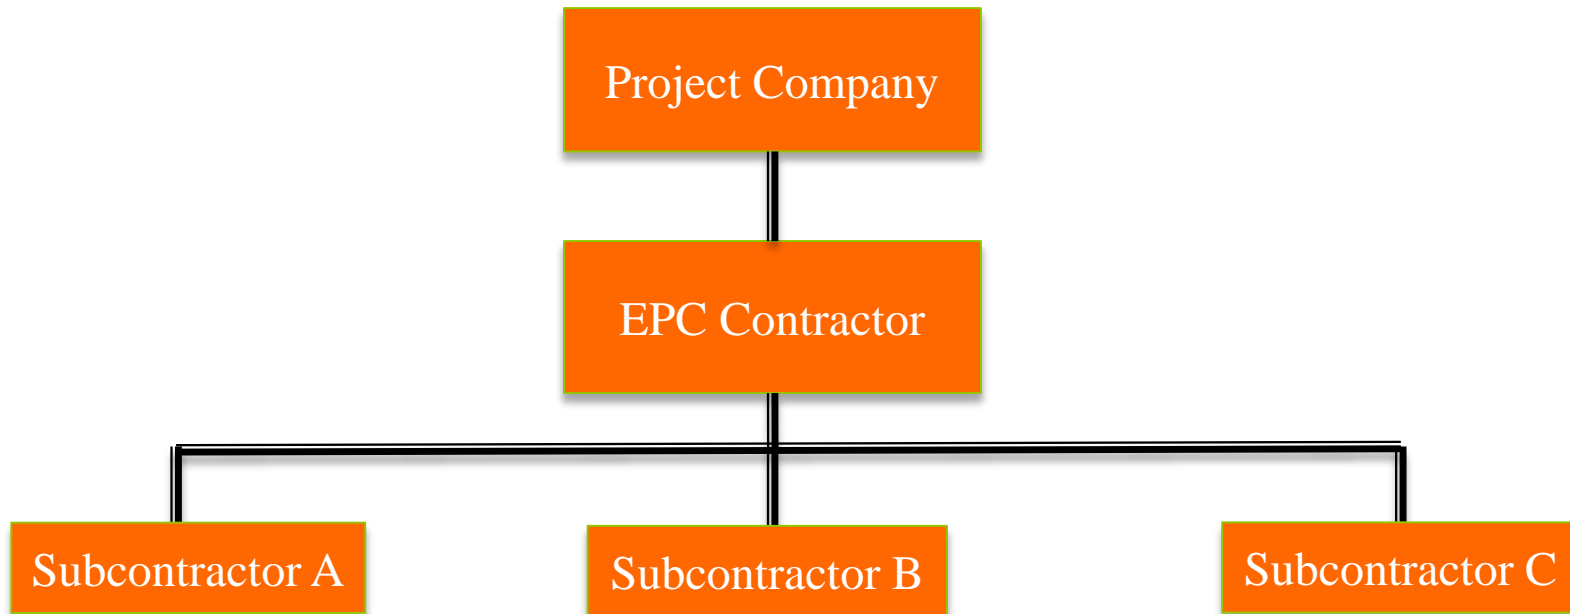 Project Company
EPC Contractor
Subcontractor A
Subcontractor B
Subcontractor C